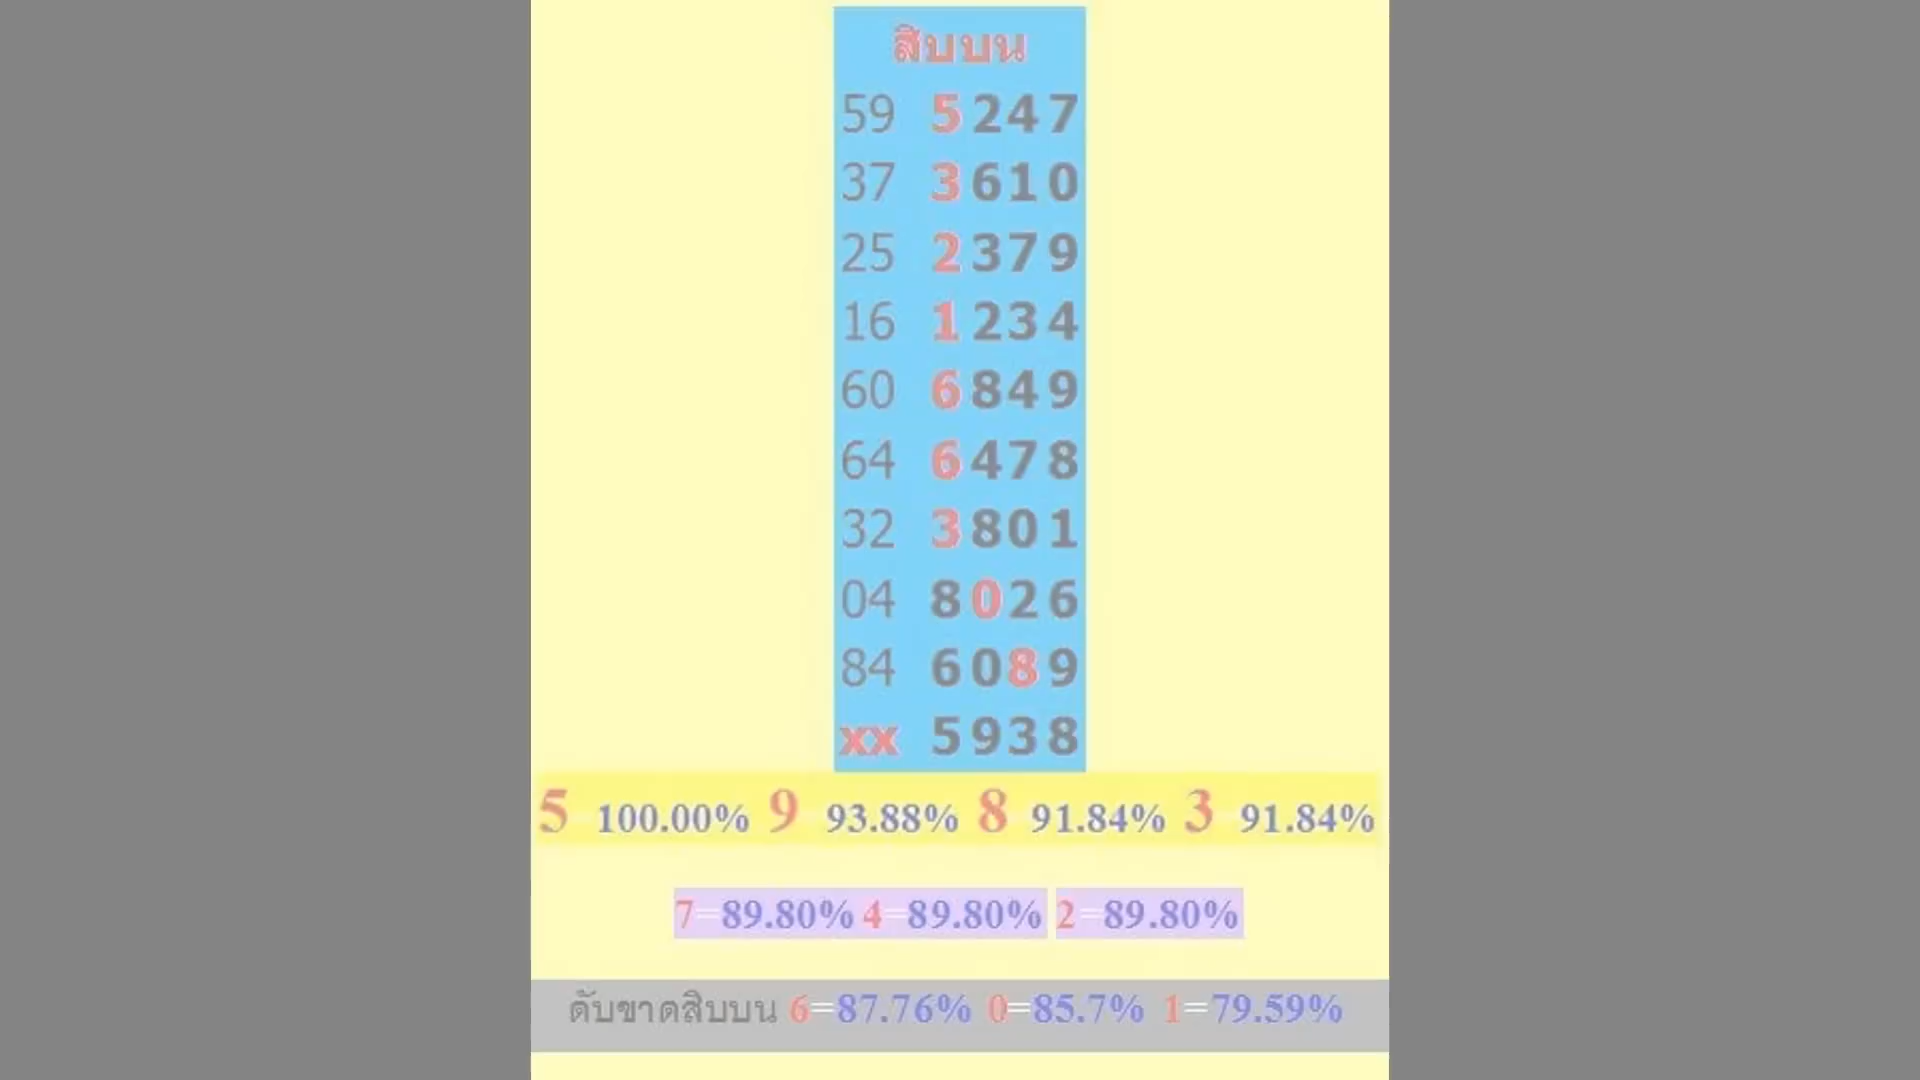 สิบบน
59 5247
37 3610
25 2379
16 1234
60 6849
64 6478
32 3801
04 8026
84 6089
xx 5938
5=100.00% 9=93.88% 8=91.84% 3=91.84%
7=89.80% 4=89.80% 2=89.80%
ดับขาดสิบบน 6=87.76% 0=85.7% 1=79.59%